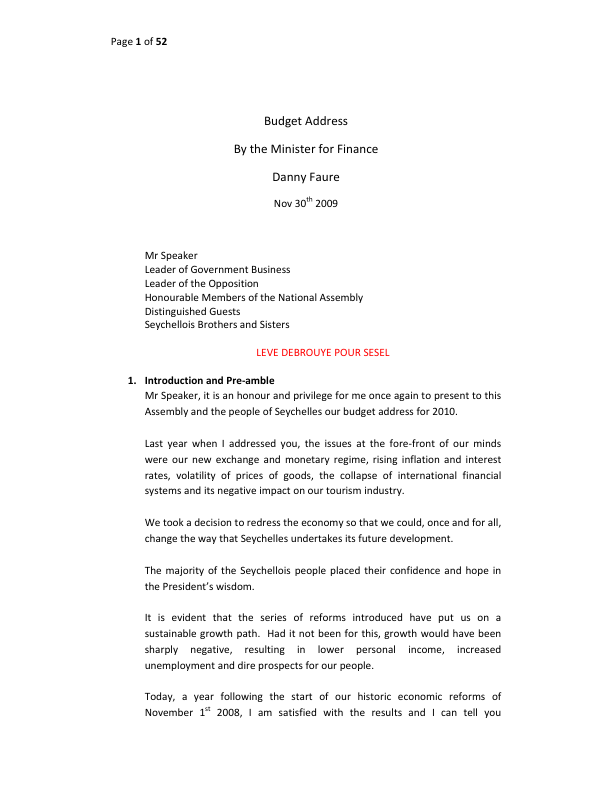 Page 1 of 52
Budget Address
By the Minister for Finance
Danny Faure
Nov 30th 2009
Mr Speaker
Leader of Government Business
Leader of the Opposition
Honourable Members of the National Assembly
Distinguished Guests
Seychellois Brothers and Sisters
LEVE DEBROUYE POUR SESEL
1. Introduction and Pre-amble
Mr Speaker, it is an honour and privilege for me once again to present to this
Assembly and the people of Seychelles our budget address for 2010.
Last year when I addressed you, the issues at the fore-front of our minds
were our new exchange and monetary regime, rising inflation and interest
rates, volatility of prices of goods, the collapse of international financial
systems and its negative impact on our tourism industry.
We took a decision to redress the economy so that we could, once and for all,
change the way that Seychelles undertakes its future development.
The majority of the Seychellois people placed their confidence and hope in
the President’s wisdom.
It is evident that the series of reforms introduced have put us on a
sustainable growth path. Had it not been for this, growth would have been
sharply negative, resulting in lower personal income, increased
unemployment and dire prospects for our people.
Today, a year following the start of our historic economic reforms of
November 1st 2008, I am satisfied with the results and I can tell you